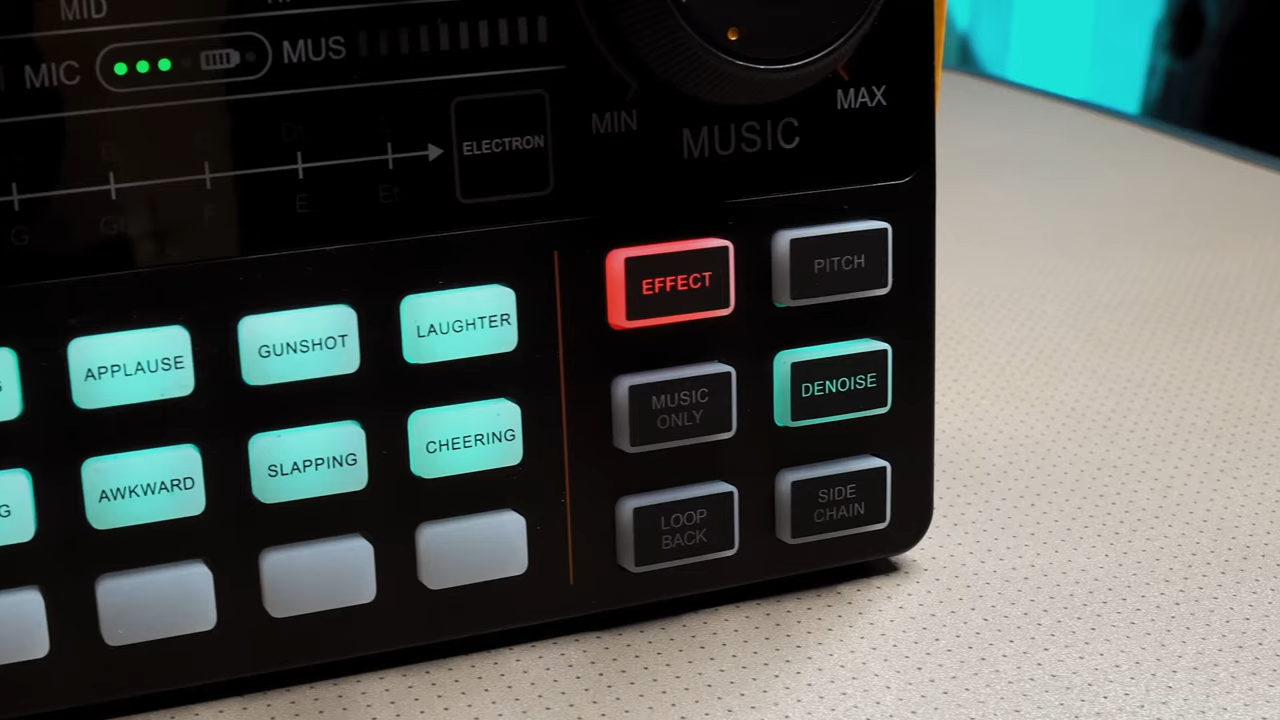 MID
MIC
MUS
MIN
MAX
MUSIC
ELECTRON
G
F
E
EFFECT
PITCH
APPLAUSE
GUNSHOT
LAUGHTER
MUSIC
ONLY
DENOISE
G
AWKWARD
SLAPPING
CHEERING
LOOP
BACK
SIDE
CHAIN